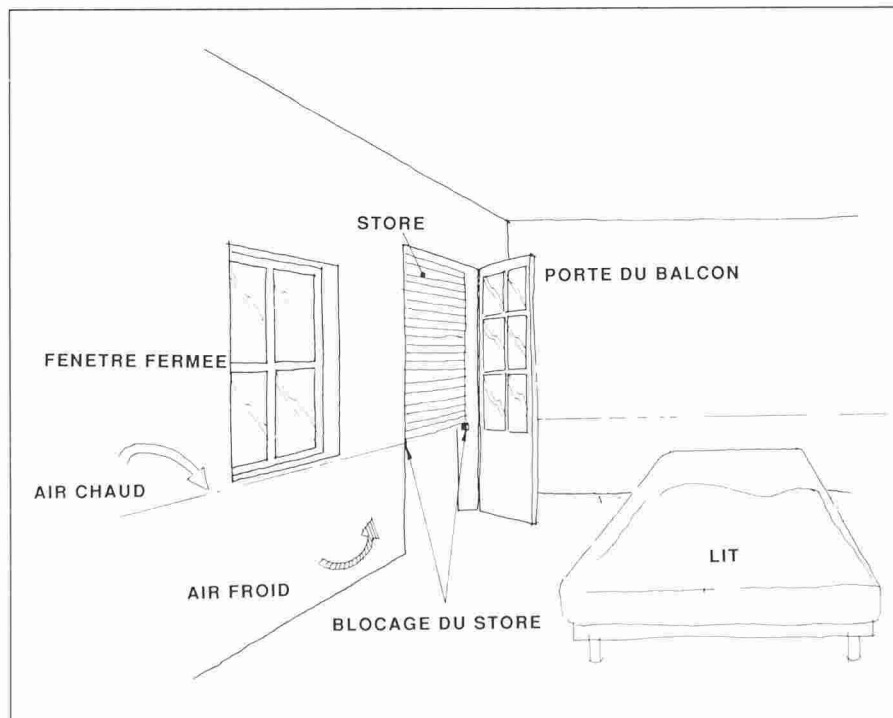 STORE
PORTE DU BALCON
FENETRE FERMEE
AIR CHAUD
AIR FROID
LIT
BLOCAGE DU STORE